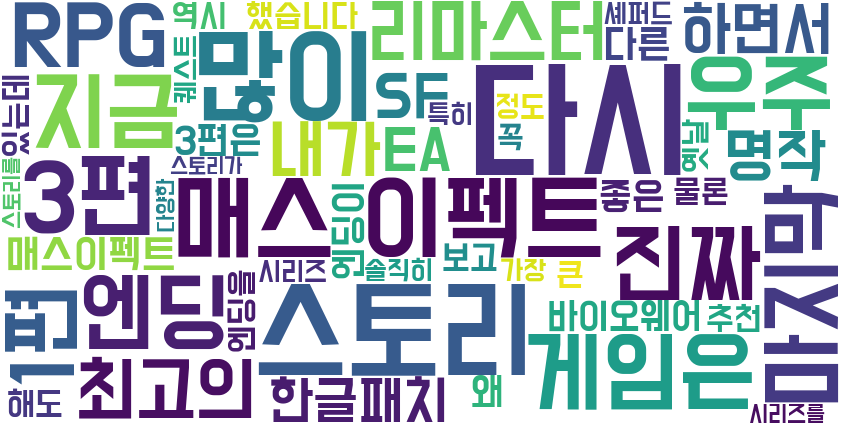 RPG
역시
했습니다
리마스터
셰퍼드
다른
하면서
있는데
지금
퀘스트
많이
SF
특히
다시
정도
꼭
우주
옛날
명작
3편은
내가
EA
스토리를
3편
스토리가
다양한
매스이펙트
엔딩이
좋은
물론
마지막
매스이펙트
시리즈
솔직히
보고
가장
큰
진짜
1편
엔딩
엔딩을
스토리
바이오웨어
추천
게임은
해도
최고의
한글패치
왜
시리즈를